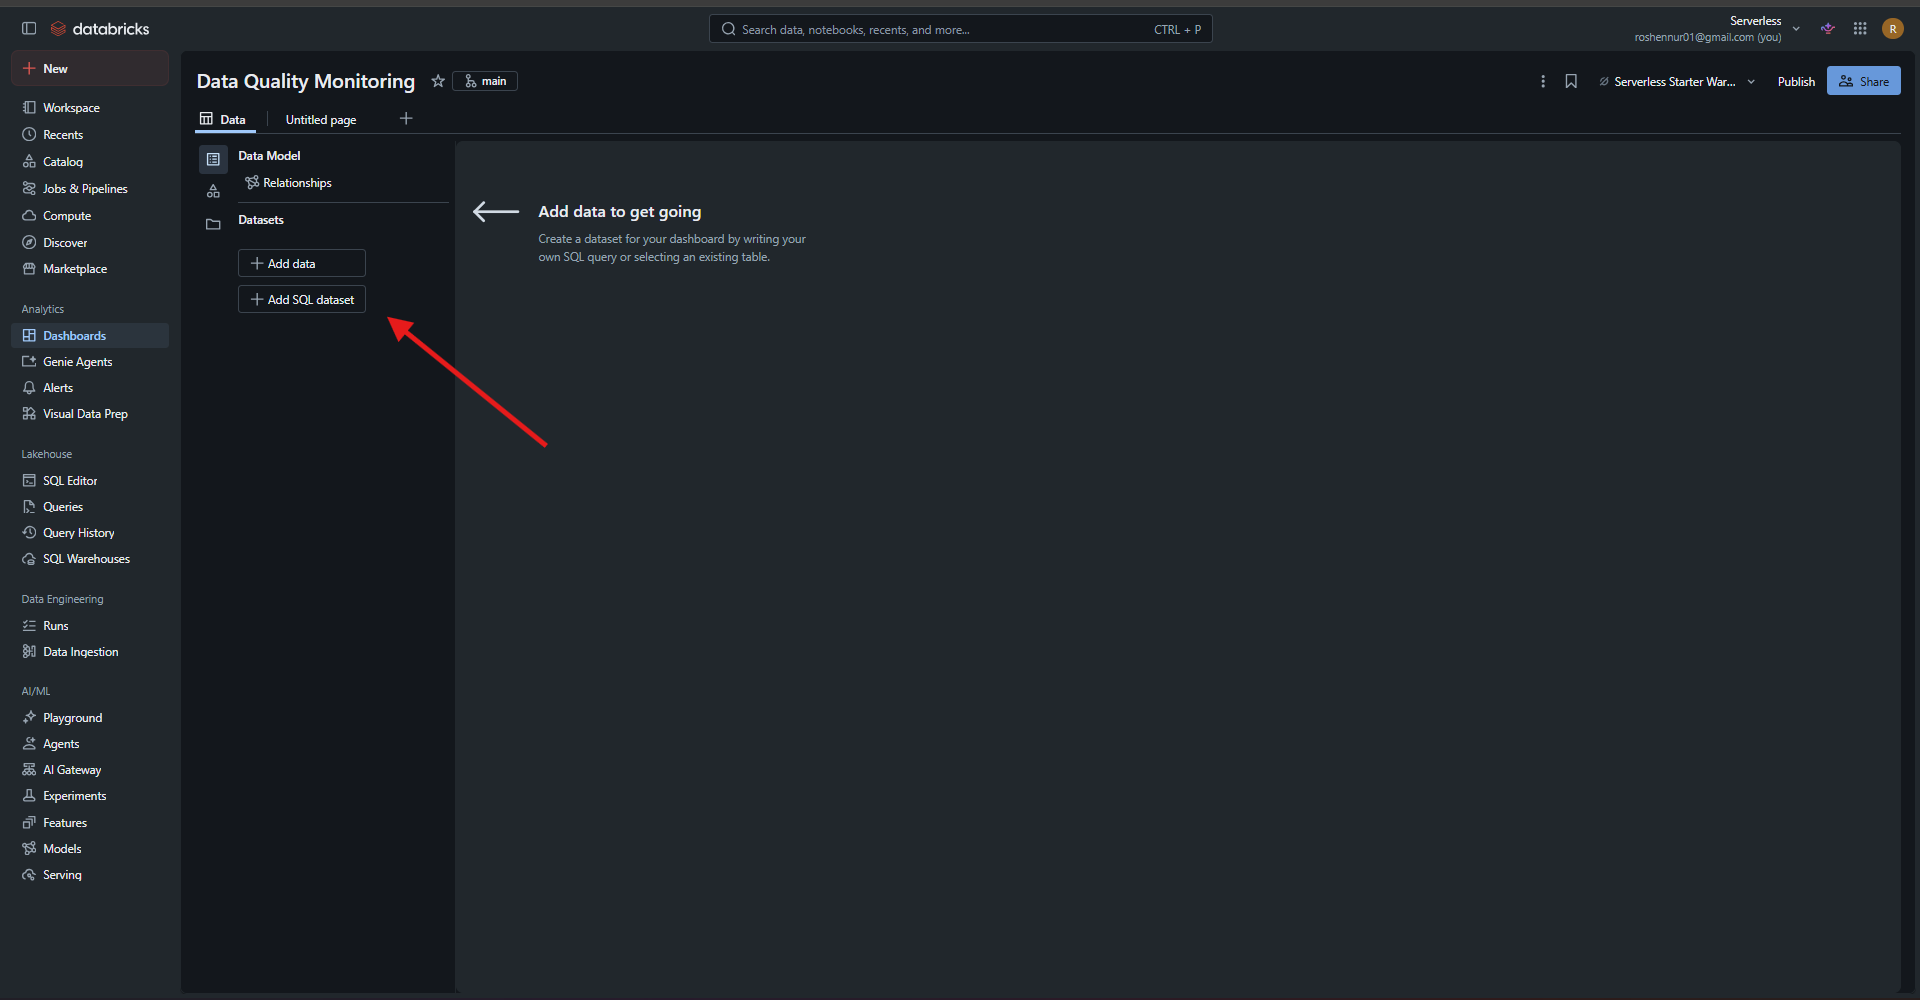 databricks
Search data, notebooks, recents, and more...
CTRL + P
Serverless
roshennur01@gmail.com (you)
R
New
Workspace
Recents
Catalog
Jobs & Pipelines
Compute
Discover
Marketplace
Analytics
Dashboards
Genie Agents
Alerts
Visual Data Prep
Lakehouse
SQL Editor
Queries
Query History
SQL Warehouses
Data Engineering
Runs
Data Ingestion
AI/ML
Playground
Agents
AI Gateway
Experiments
Features
Models
Serving
Data Quality Monitoring
main
Serverless Starter War...
Publish
Share
Data
Untitled page
Data Model
Relationships
Datasets
Add data
Add SQL dataset
Add data to get going
Create a dataset for your dashboard by writing your
own SQL query or selecting an existing table.